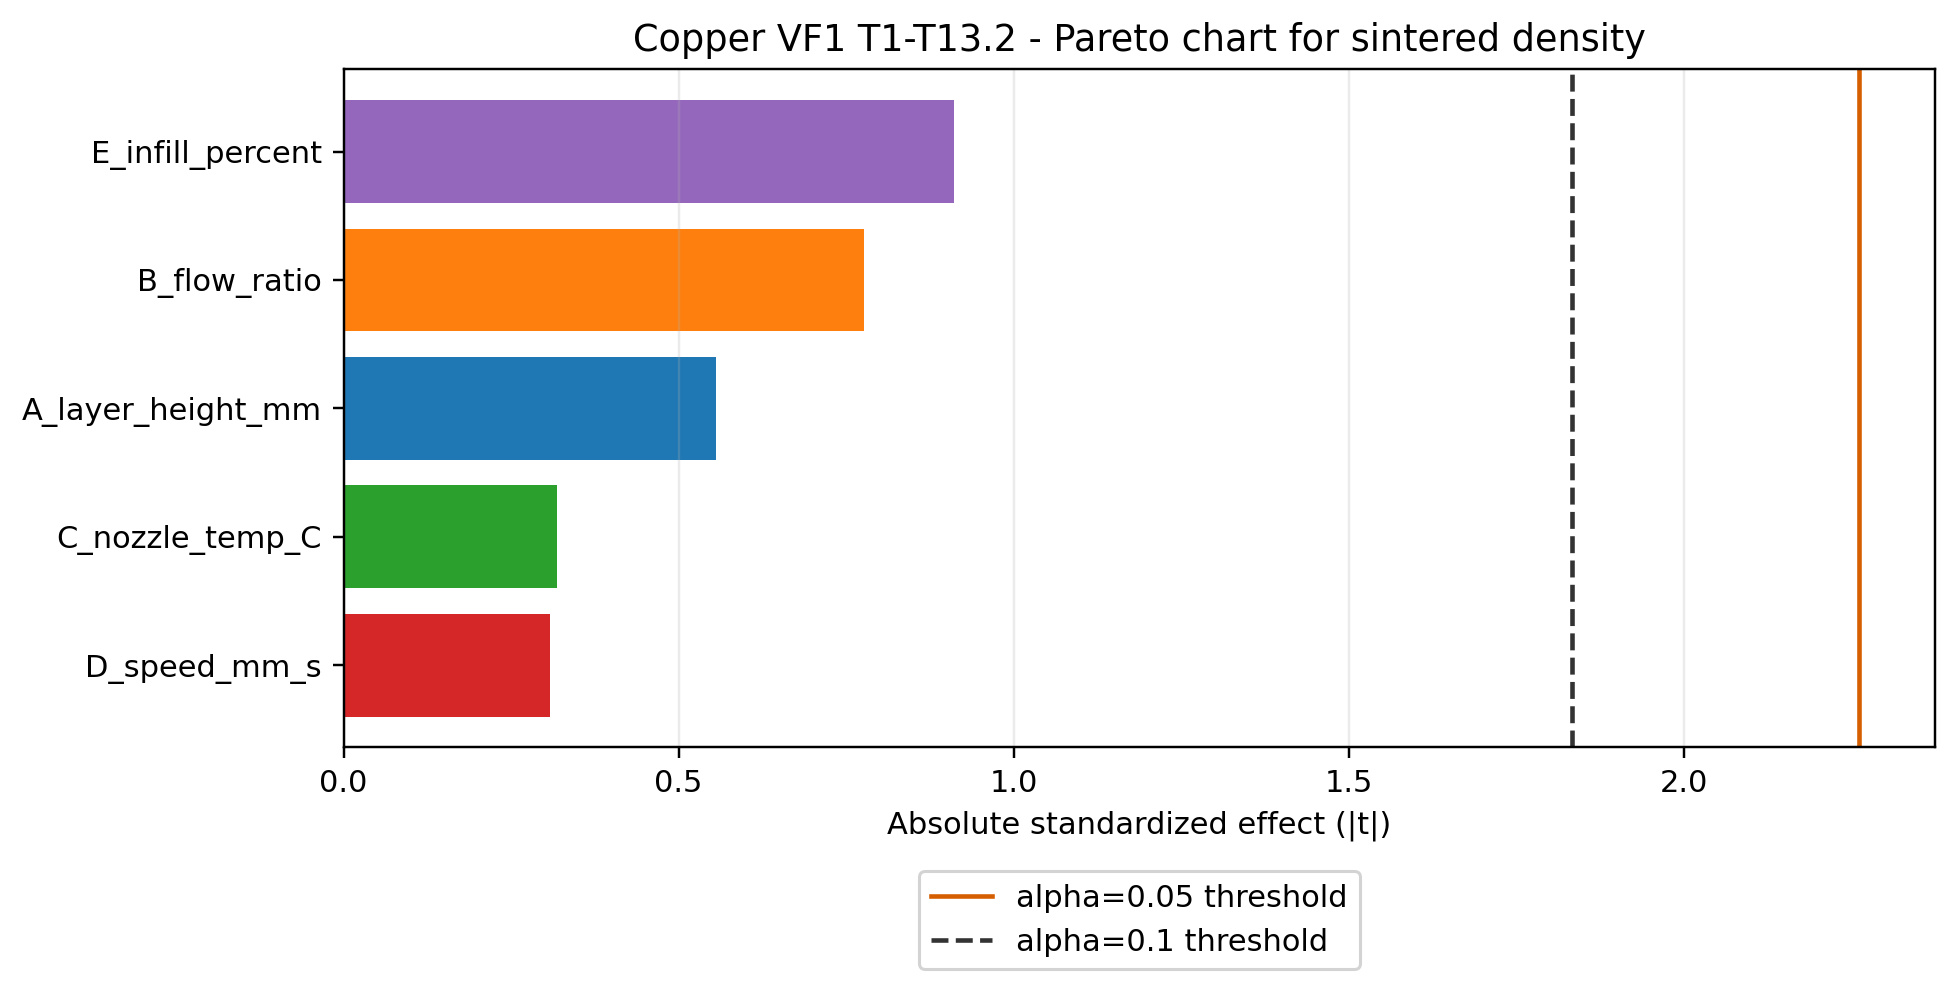 Copper VF1 T1-T13.2 - Pareto chart for sintered density
E_infill_percent
B_flow_ratio
A_layer_height_mm
C_nozzle_temp_C
D_speed_mm_s
0.0 0.5 1.0 1.5 2.0
Absolute standardized effect (|t|)
alpha=0.05 threshold
alpha=0.1 threshold